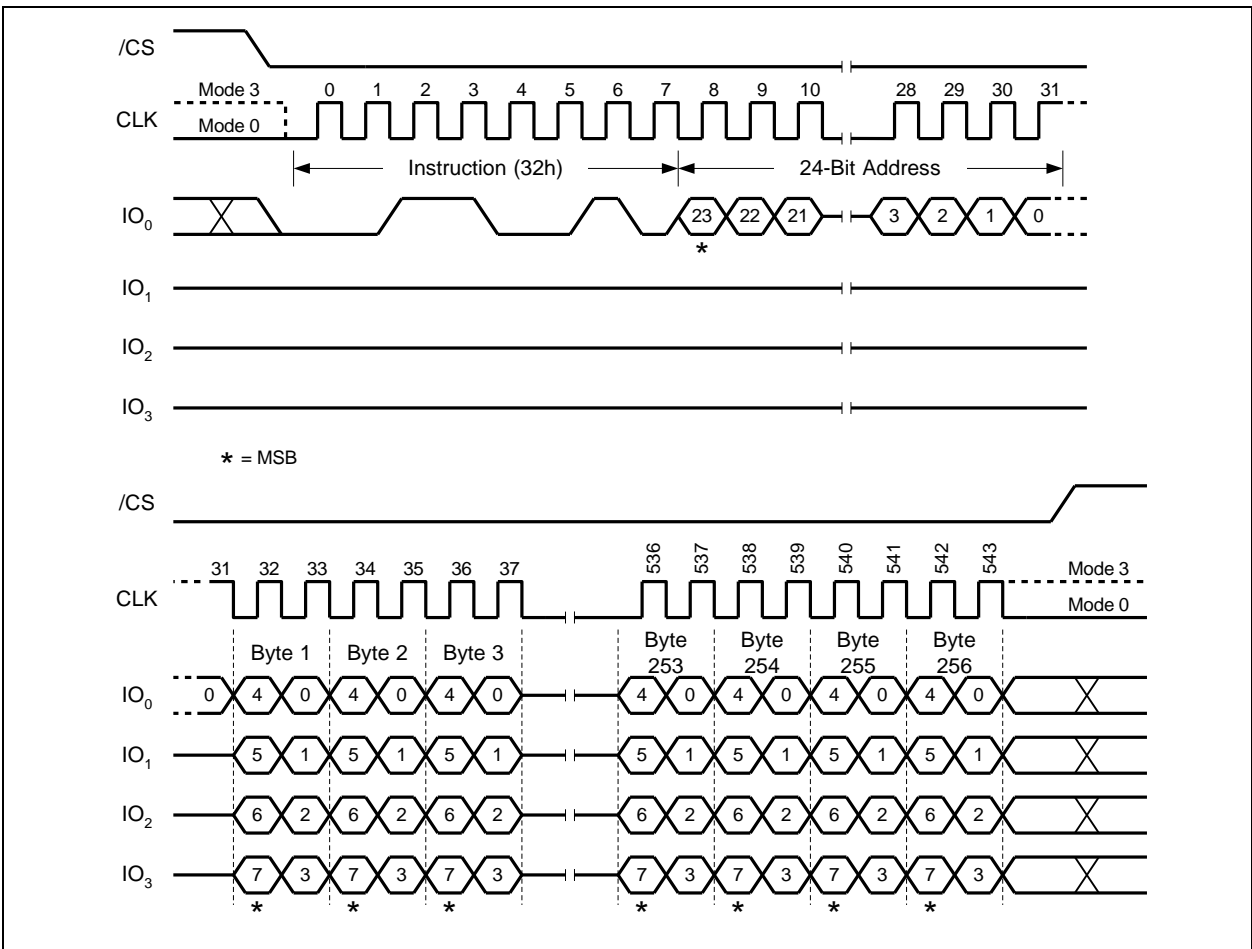 /CS
Mode 3 0 1 2 3 4 5 6 7 8 9 10 28 29 30 31
CLK
Mode 0
Instruction (32h) 24-Bit Address
IO0 23 22 21 3 2 1 0
*
IO1
IO2
IO3
* = MSB
/CS
31 32 33 34 35 36 37 536 537 538 539 540 541 542 543 Mode 3
CLK
Mode 0
Byte 1 Byte 2 Byte 3 Byte 253 Byte 254 Byte 255 Byte 256
IO0 0 4 0 4 0 4 0 4 0 4 0 4 0 4 0
IO1 5 1 5 1 5 1 5 1 5 1 5 1 5 1
IO2 6 2 6 2 6 2 6 2 6 2 6 2 6 2
IO3 7 3 7 3 7 3 7 3 7 3 7 3 7 3
* * * * * * *